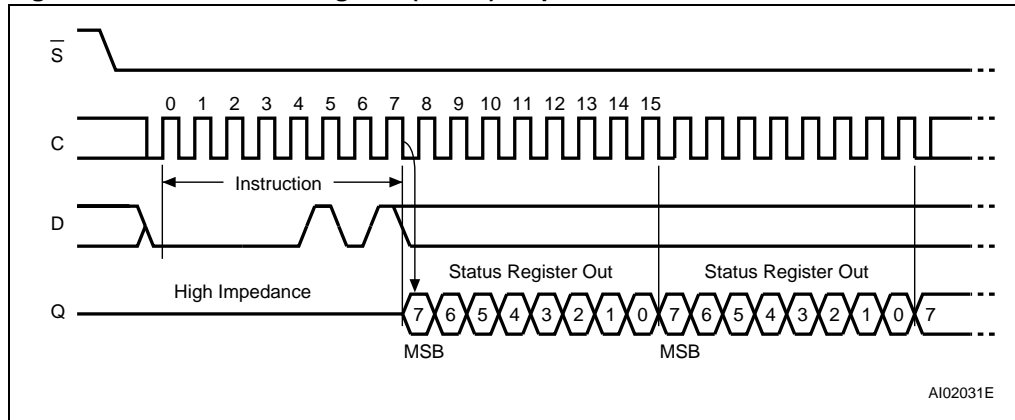 S
0 1 2 3 4 5 6 7 8 9 10 11 12 13 14 15
C
Instruction
D
Status Register Out Status Register Out
High Impedance
Q 7 6 5 4 3 2 1 0 7 6 5 4 3 2 1 0 7
MSB MSB
AI02031E